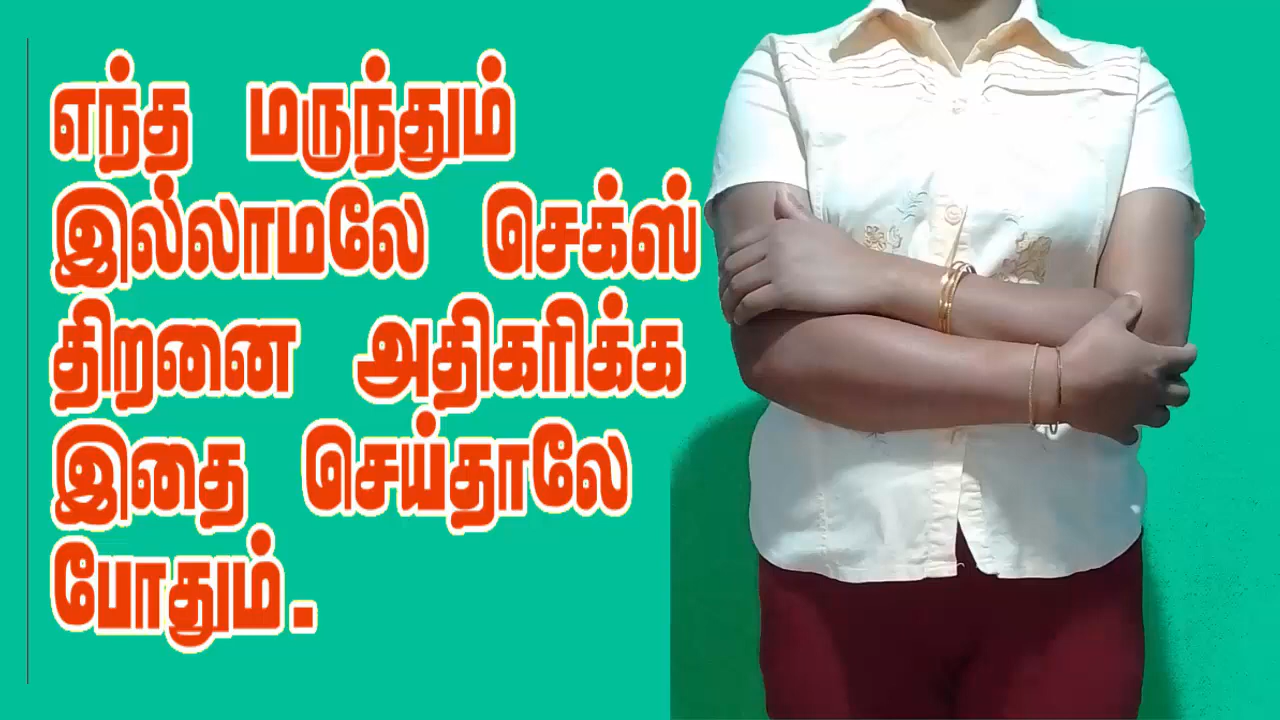 எந்த மருந்தும்
இல்லாமலே செக்ஸ்
திறனை அதிகரிக்க
இதை செய்தாலே
போதும்.